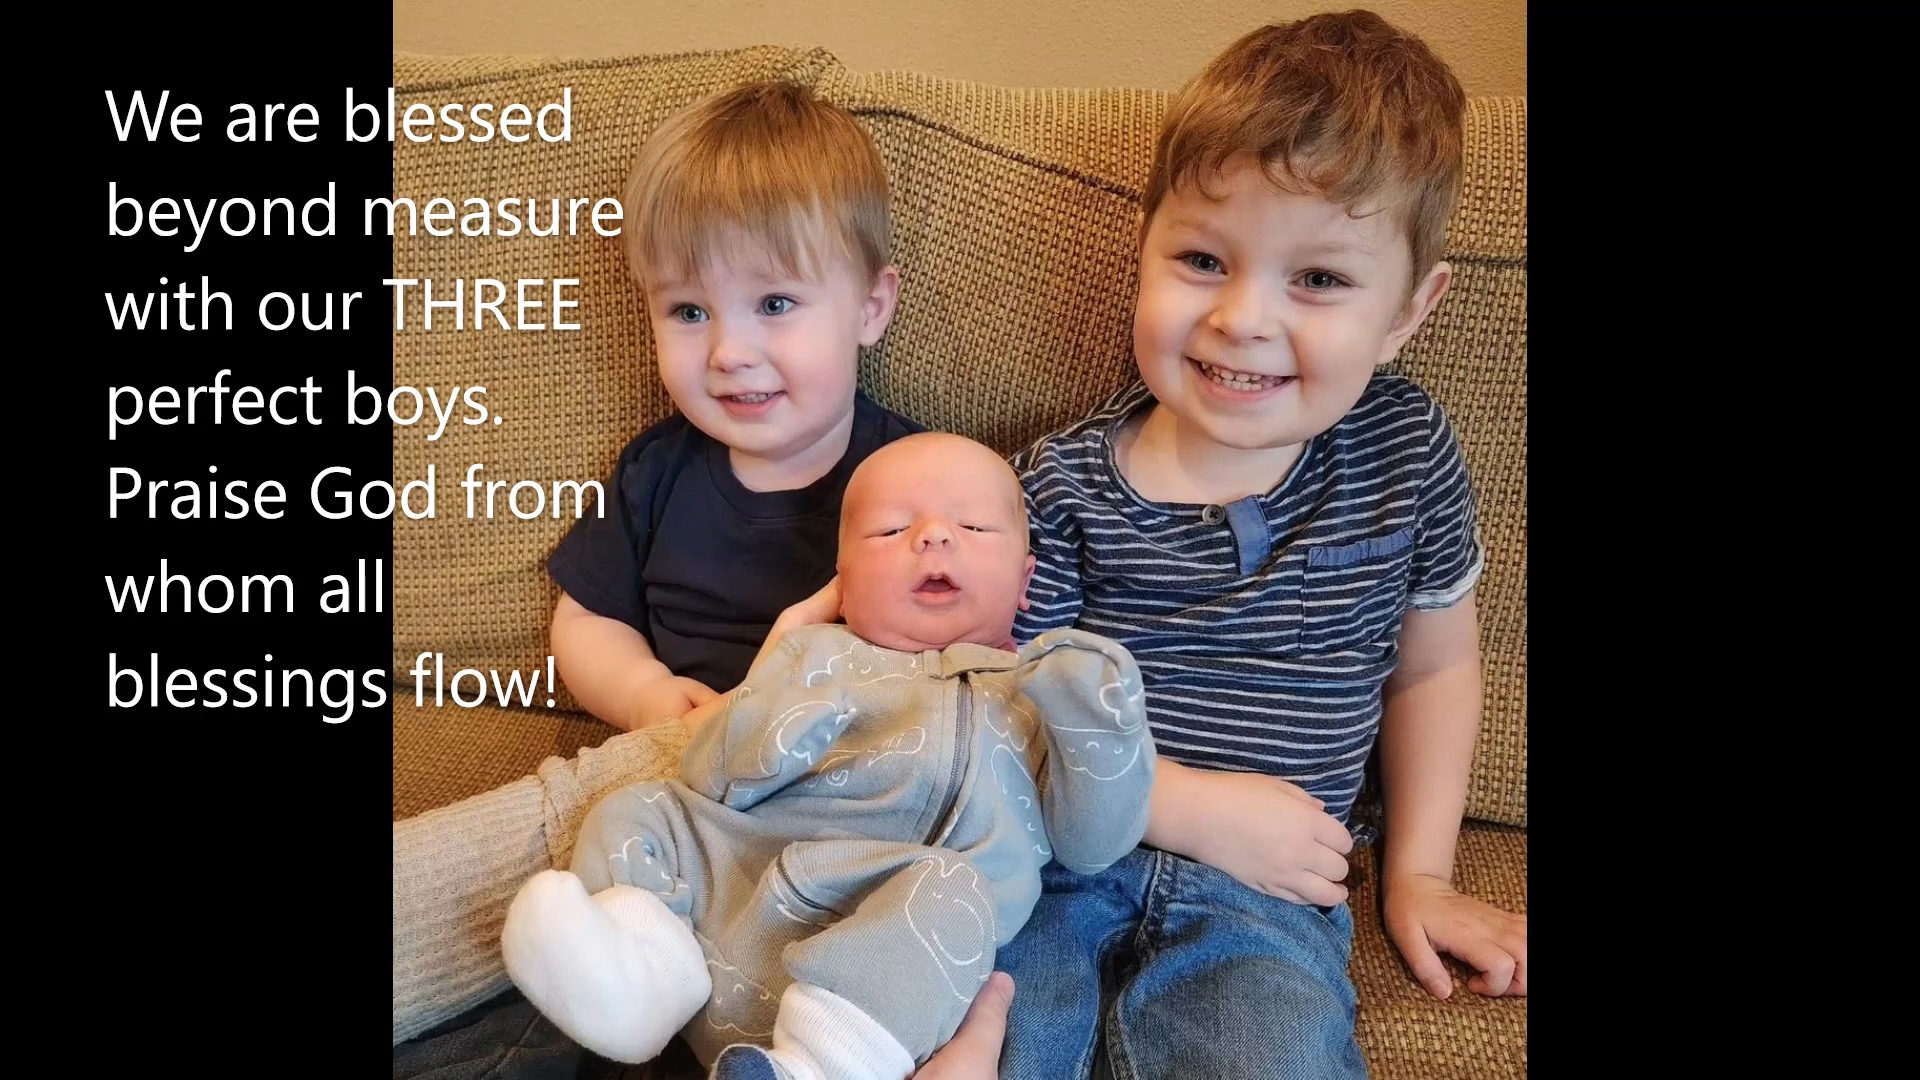 We are blessed
beyond measure
with our THREE
perfect boys.
Praise God from
whom all
blessings flow!